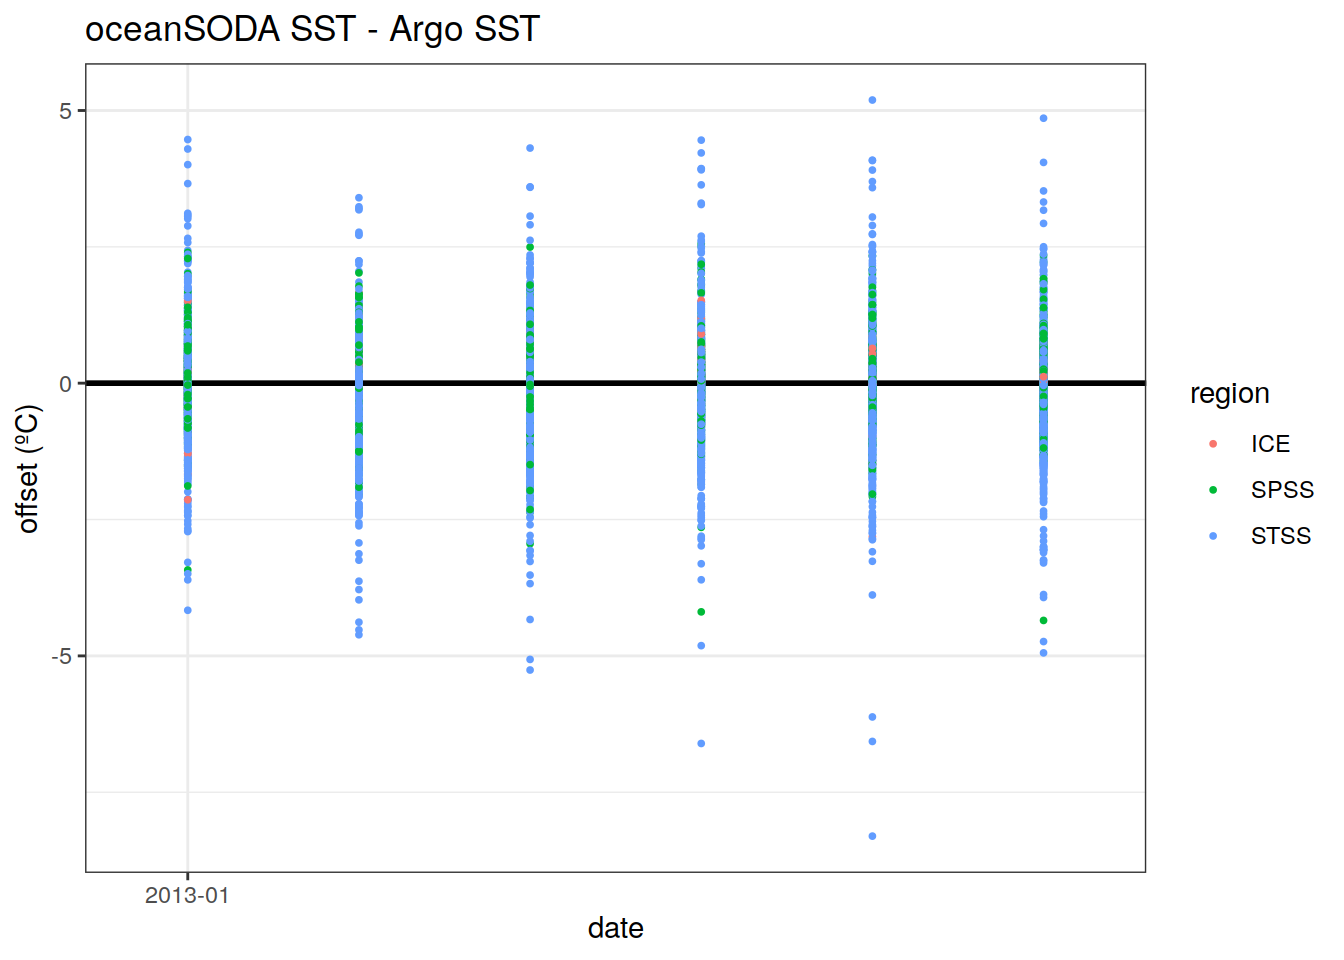 oceanSODA SST - Argo SST
5
0
-5
offset (ºC)
2013-01
date
region
ICE
SPSS
STSS